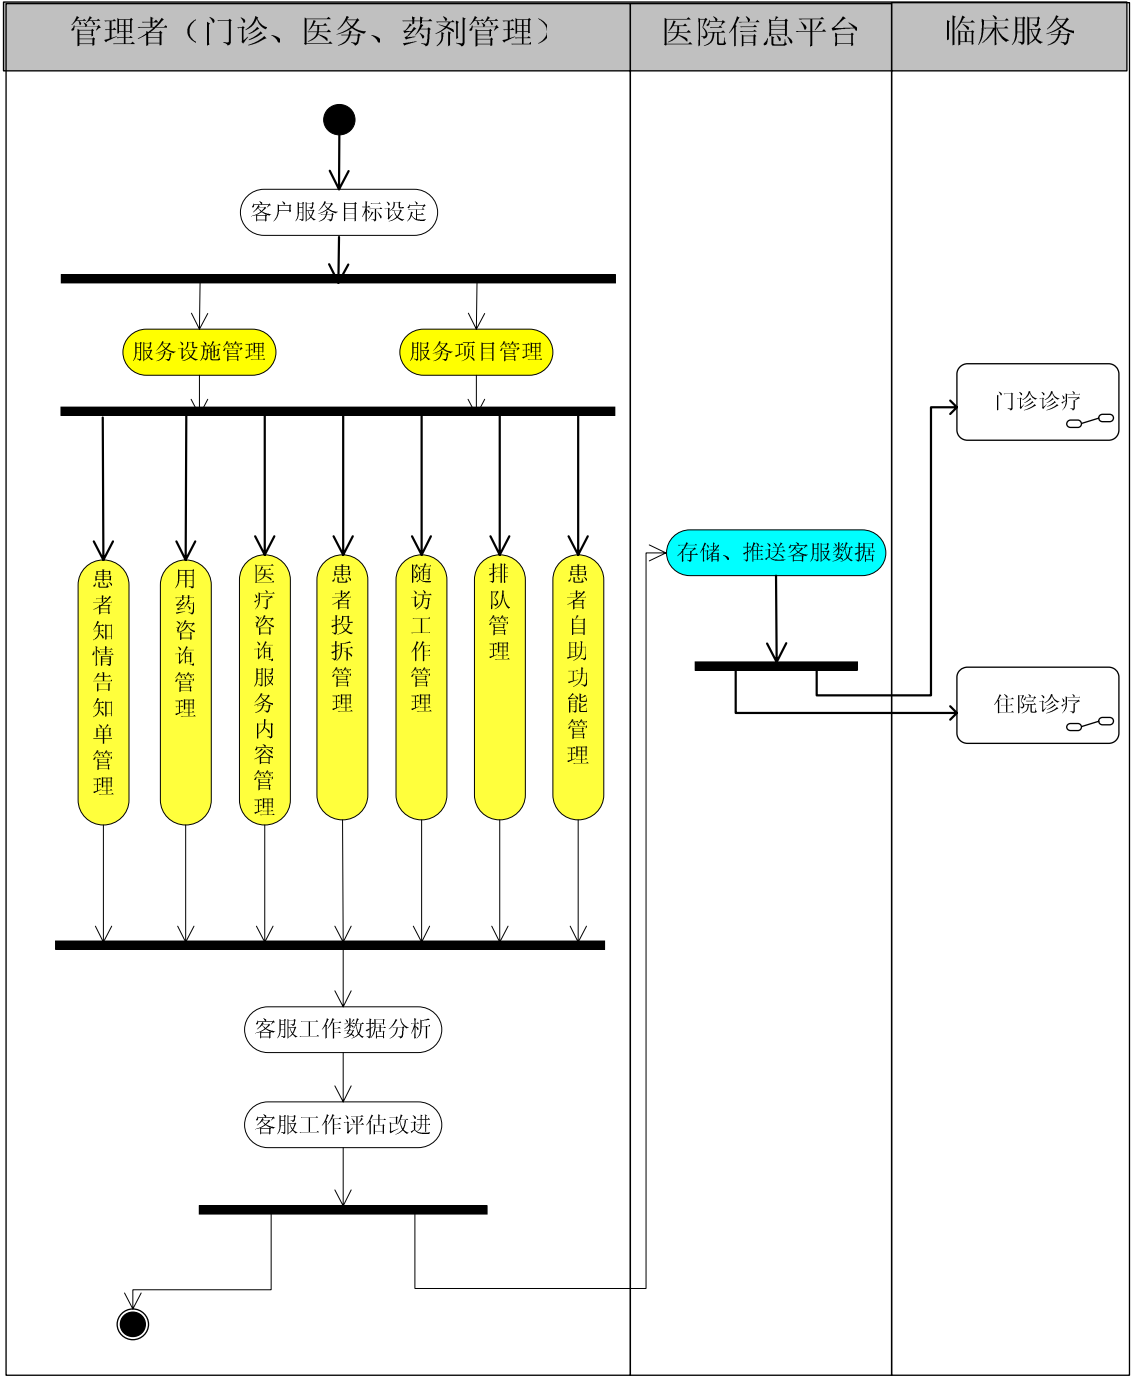 管理者（门诊、医务、药剂管理）
医院信息平台
临床服务
客户服务目标设定
服务设施管理
服务项目管理
门诊诊疗
存储、推送客服数据
患者知情告知单管理
用药咨询管理
医疗咨询服务内容管理
患者投拆管理
随访工作管理
排队管理
患者自助功能管理
住院诊疗
客服工作数据分析
客服工作评估改进